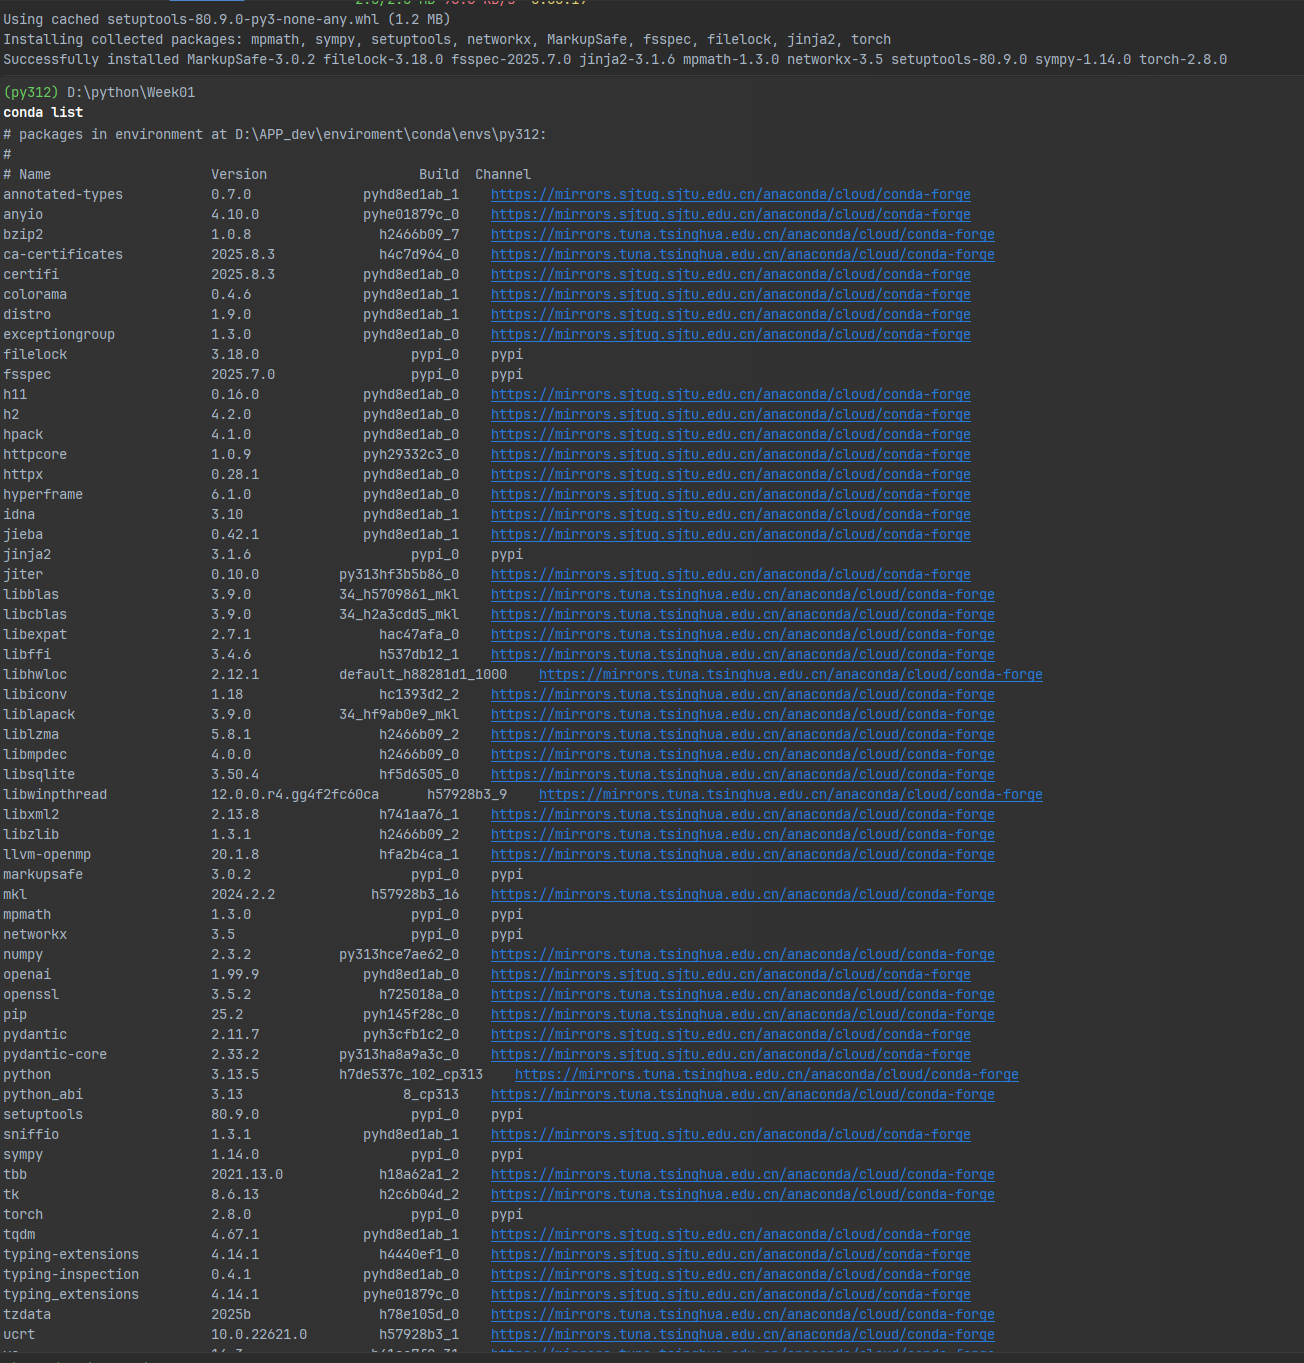 Using cached setuptools-80.9.0-py3-none-any.whl (1.2 MB)
Installing collected packages: mpmath, sympy, setuptools, networkx, MarkupSafe, fsspec, filelock, jinja2, torch
Successfully installed MarkupSafe-3.0.2 filelock-3.18.0 fsspec-2025.7.0 jinja2-3.1.6 mpmath-1.3.0 networkx-3.5 setuptools-80.9.0 sympy-1.14.0 torch-2.8.0
(py312) D:\python\Week01
conda list
# packages in environment at D:\APP_dev\enviroment\conda\envs\py312:
#
# Name Version Build Channel
annotated-types 0.7.0 pyhd8ed1ab_1 https://mirrors.sjtug.sjtu.edu.cn/anaconda/cloud/conda-forge
anyio 4.10.0 pyhe01879c_0 https://mirrors.sjtug.sjtu.edu.cn/anaconda/cloud/conda-forge
bzip2 1.0.8 h2466b09_7 https://mirrors.tuna.tsinghua.edu.cn/anaconda/cloud/conda-forge
ca-certificates 2025.8.3 h4c7d964_0 https://mirrors.tuna.tsinghua.edu.cn/anaconda/cloud/conda-forge
certifi 2025.8.3 pyhd8ed1ab_0 https://mirrors.sjtug.sjtu.edu.cn/anaconda/cloud/conda-forge
colorama 0.4.6 pyhd8ed1ab_1 https://mirrors.sjtug.sjtu.edu.cn/anaconda/cloud/conda-forge
distro 1.9.0 pyhd8ed1ab_1 https://mirrors.sjtug.sjtu.edu.cn/anaconda/cloud/conda-forge
exceptiongroup 1.3.0 pyhd8ed1ab_0 https://mirrors.sjtug.sjtu.edu.cn/anaconda/cloud/conda-forge
filelock 3.18.0 pypi_0 pypi
fsspec 2025.7.0 pypi_0 pypi
h11 0.16.0 pyhd8ed1ab_0 https://mirrors.sjtug.sjtu.edu.cn/anaconda/cloud/conda-forge
h2 4.2.0 pyhd8ed1ab_0 https://mirrors.sjtug.sjtu.edu.cn/anaconda/cloud/conda-forge
hpack 4.1.0 pyhd8ed1ab_0 https://mirrors.sjtug.sjtu.edu.cn/anaconda/cloud/conda-forge
httpcore 1.0.9 pyh29332c3_0 https://mirrors.sjtug.sjtu.edu.cn/anaconda/cloud/conda-forge
httpx 0.28.1 pyhd8ed1ab_0 https://mirrors.sjtug.sjtu.edu.cn/anaconda/cloud/conda-forge
hyperframe 6.1.0 pyhd8ed1ab_0 https://mirrors.sjtug.sjtu.edu.cn/anaconda/cloud/conda-forge
idna 3.10 pyhd8ed1ab_1 https://mirrors.sjtug.sjtu.edu.cn/anaconda/cloud/conda-forge
jieba 0.42.1 pyhd8ed1ab_1 https://mirrors.sjtug.sjtu.edu.cn/anaconda/cloud/conda-forge
jinja2 3.1.6 pypi_0 pypi
jiter 0.10.0 py313hf3b5b86_0 https://mirrors.sjtug.sjtu.edu.cn/anaconda/cloud/conda-forge
libblas 3.9.0 34_h5709861_mkl https://mirrors.tuna.tsinghua.edu.cn/anaconda/cloud/conda-forge
libcblas 3.9.0 34_h2a3cdd5_mkl https://mirrors.tuna.tsinghua.edu.cn/anaconda/cloud/conda-forge
libexpat 2.7.1 hac47afa_0 https://mirrors.tuna.tsinghua.edu.cn/anaconda/cloud/conda-forge
libffi 3.4.6 h537db12_1 https://mirrors.tuna.tsinghua.edu.cn/anaconda/cloud/conda-forge
libhwloc 2.12.1 default_h88281d1_1000 https://mirrors.tuna.tsinghua.edu.cn/anaconda/cloud/conda-forge
libiconv 1.18 hc1393d2_2 https://mirrors.tuna.tsinghua.edu.cn/anaconda/cloud/conda-forge
liblapack 3.9.0 34_hf9ab0e9_mkl https://mirrors.tuna.tsinghua.edu.cn/anaconda/cloud/conda-forge
liblzma 5.8.1 h2466b09_2 https://mirrors.tuna.tsinghua.edu.cn/anaconda/cloud/conda-forge
libmpdec 4.0.0 h2466b09_0 https://mirrors.tuna.tsinghua.edu.cn/anaconda/cloud/conda-forge
libsqlite 3.50.4 hf5d6505_0 https://mirrors.tuna.tsinghua.edu.cn/anaconda/cloud/conda-forge
libwinpthread 12.0.0.r4.gg4f2fc60ca h57928b3_9 https://mirrors.tuna.tsinghua.edu.cn/anaconda/cloud/conda-forge
libxml2 2.13.8 h741aa76_1 https://mirrors.tuna.tsinghua.edu.cn/anaconda/cloud/conda-forge
libzlib 1.3.1 h2466b09_2 https://mirrors.tuna.tsinghua.edu.cn/anaconda/cloud/conda-forge
llvm-openmp 20.1.8 hfa2b4ca_1 https://mirrors.tuna.tsinghua.edu.cn/anaconda/cloud/conda-forge
markupsafe 3.0.2 pypi_0 pypi
mkl 2024.2.2 h57928b3_16 https://mirrors.tuna.tsinghua.edu.cn/anaconda/cloud/conda-forge
mpmath 1.3.0 pypi_0 pypi
networkx 3.5 pypi_0 pypi
numpy 2.3.2 py313hce7ae62_0 https://mirrors.tuna.tsinghua.edu.cn/anaconda/cloud/conda-forge
openai 1.99.9 pyhd8ed1ab_0 https://mirrors.sjtug.sjtu.edu.cn/anaconda/cloud/conda-forge
openssl 3.5.2 h725018a_0 https://mirrors.tuna.tsinghua.edu.cn/anaconda/cloud/conda-forge
pip 25.2 pyh145f28c_0 https://mirrors.tuna.tsinghua.edu.cn/anaconda/cloud/conda-forge
pydantic 2.11.7 pyh3cfb1c2_0 https://mirrors.sjtug.sjtu.edu.cn/anaconda/cloud/conda-forge
pydantic-core 2.33.2 py313ha8a9a3c_0 https://mirrors.sjtug.sjtu.edu.cn/anaconda/cloud/conda-forge
python 3.13.5 h7de537c_102_cp313 https://mirrors.tuna.tsinghua.edu.cn/anaconda/cloud/conda-forge
python_abi 3.13 8_cp313 https://mirrors.tuna.tsinghua.edu.cn/anaconda/cloud/conda-forge
setuptools 80.9.0 pypi_0 pypi
sniffio 1.3.1 pyhd8ed1ab_1 https://mirrors.sjtug.sjtu.edu.cn/anaconda/cloud/conda-forge
sympy 1.14.0 pypi_0 pypi
tbb 2021.13.0 h18a62a1_2 https://mirrors.tuna.tsinghua.edu.cn/anaconda/cloud/conda-forge
tk 8.6.13 h2c6b04d_2 https://mirrors.tuna.tsinghua.edu.cn/anaconda/cloud/conda-forge
torch 2.8.0 pypi_0 pypi
tqdm 4.67.1 pyhd8ed1ab_1 https://mirrors.sjtug.sjtu.edu.cn/anaconda/cloud/conda-forge
typing-extensions 4.14.1 h4440ef1_0 https://mirrors.sjtug.sjtu.edu.cn/anaconda/cloud/conda-forge
typing-inspection 0.4.1 pyhd8ed1ab_0 https://mirrors.sjtug.sjtu.edu.cn/anaconda/cloud/conda-forge
typing_extensions 4.14.1 pyhe01879c_0 https://mirrors.sjtug.sjtu.edu.cn/anaconda/cloud/conda-forge
tzdata 2025b h78e105d_0 https://mirrors.tuna.tsinghua.edu.cn/anaconda/cloud/conda-forge
ucrt 10.0.22621.0 h57928b3_1 https://mirrors.tuna.tsinghua.edu.cn/anaconda/cloud/conda-forge